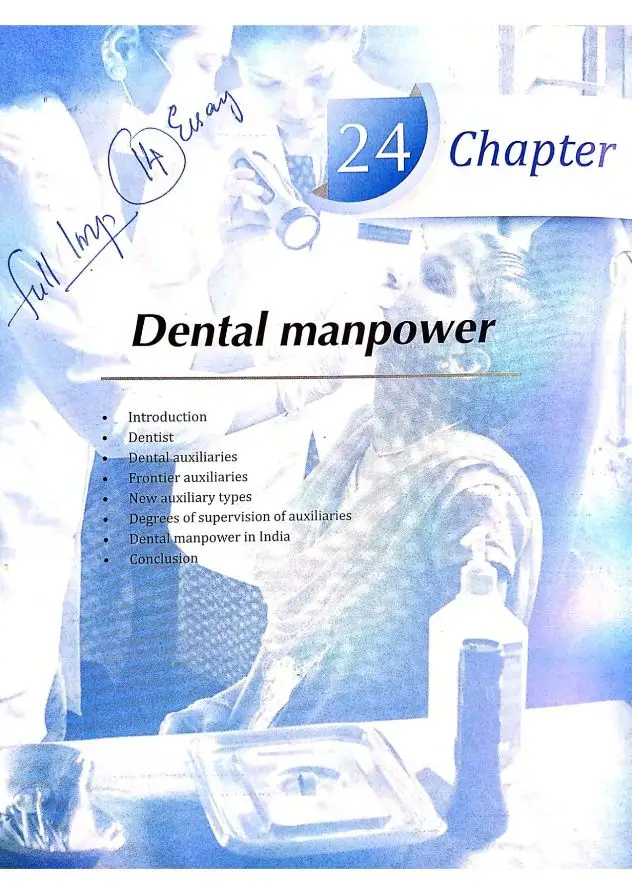 Full Imp 14 Essay
24 Chapter
Dental manpower
• Introduction
• Dentist
• Dental auxiliaries
• Frontier auxiliaries
• New auxiliary types
• Degrees of supervision of auxiliaries
• Dental manpower in India
• Conclusion